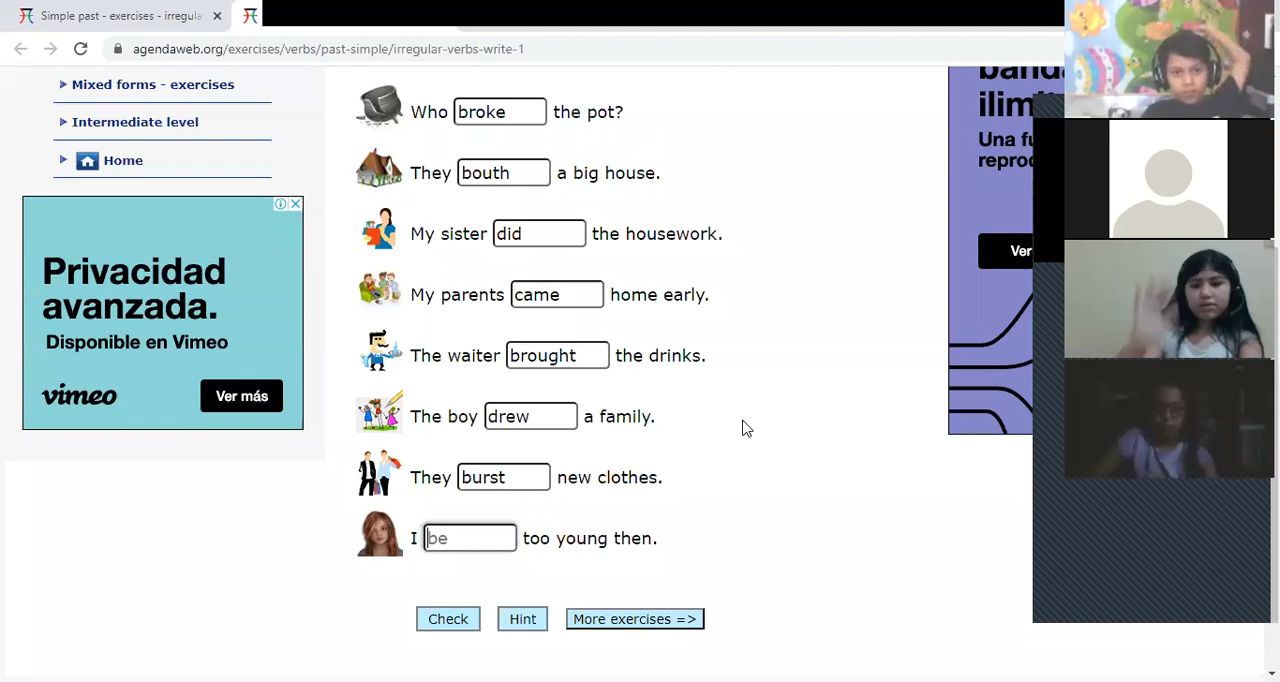 Simple past - exercises - irregula
agendaweb.org/exercises/verbs/past-simple/irregular-verbs-write-1
Mixed forms - exercises
Intermediate level
Home
Privacidad
avanzada.
Disponible en Vimeo
vimeo
Ver más
Who broke the pot?
They bouth a big house.
My sister did the housework.
My parents came home early.
The waiter brought the drinks.
The boy drew a family.
They burst new clothes.
I be too young then.
Check
Hint
More exercises =>
banda
ilimi
Una fu
repro
Ver